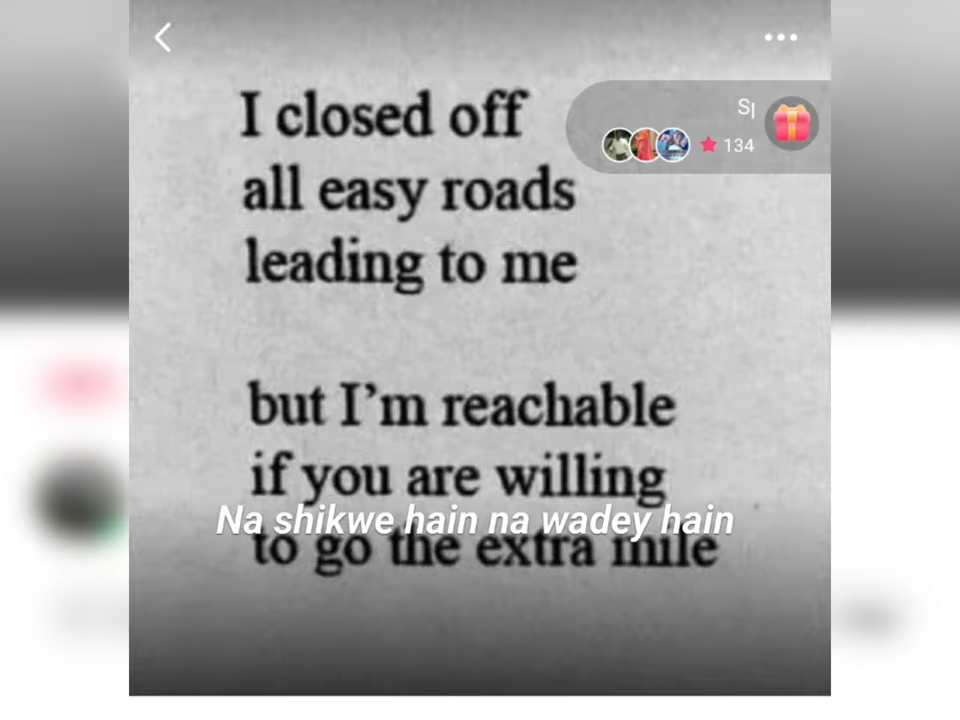 I closed off
all easy roads
leading to me
134
but I'm reachable
if you are willing
Na shikwe hain na wadey hain
to go the extra mile